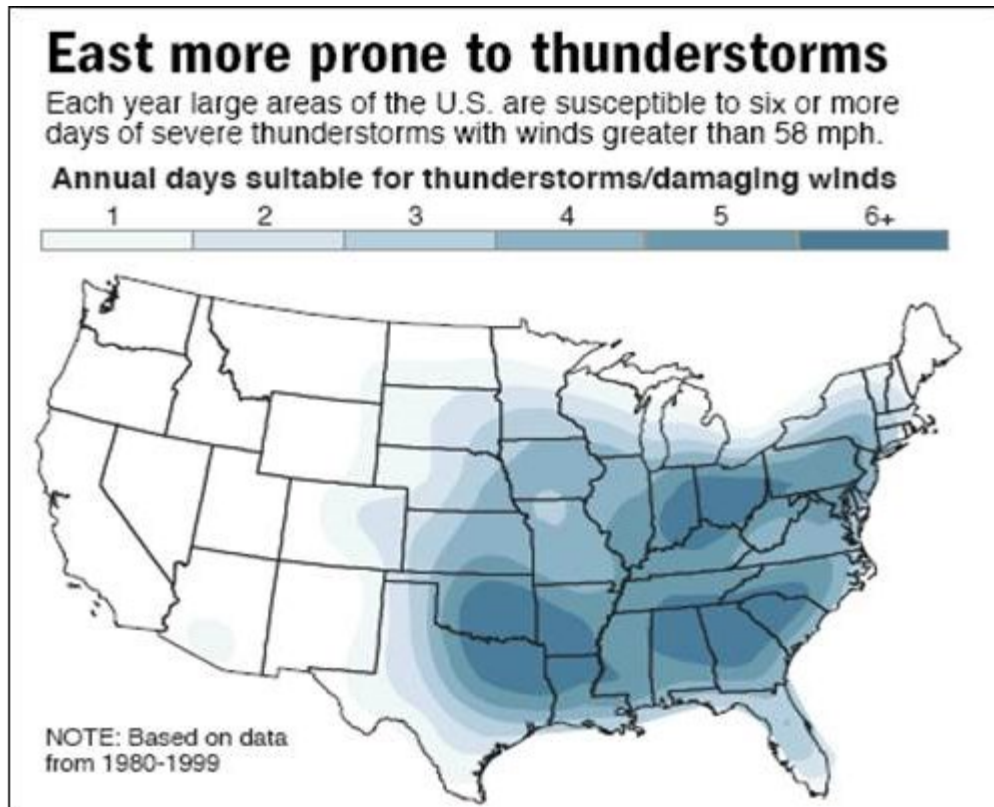 East more prone to thunderstorms
Each year large areas of the U.S. are susceptible to six or more
days of severe thunderstorms with winds greater than 58 mph.
Annual days suitable for thunderstorms/damaging winds
1 2 3 4 5 6+
NOTE: Based on data
from 1980-1999